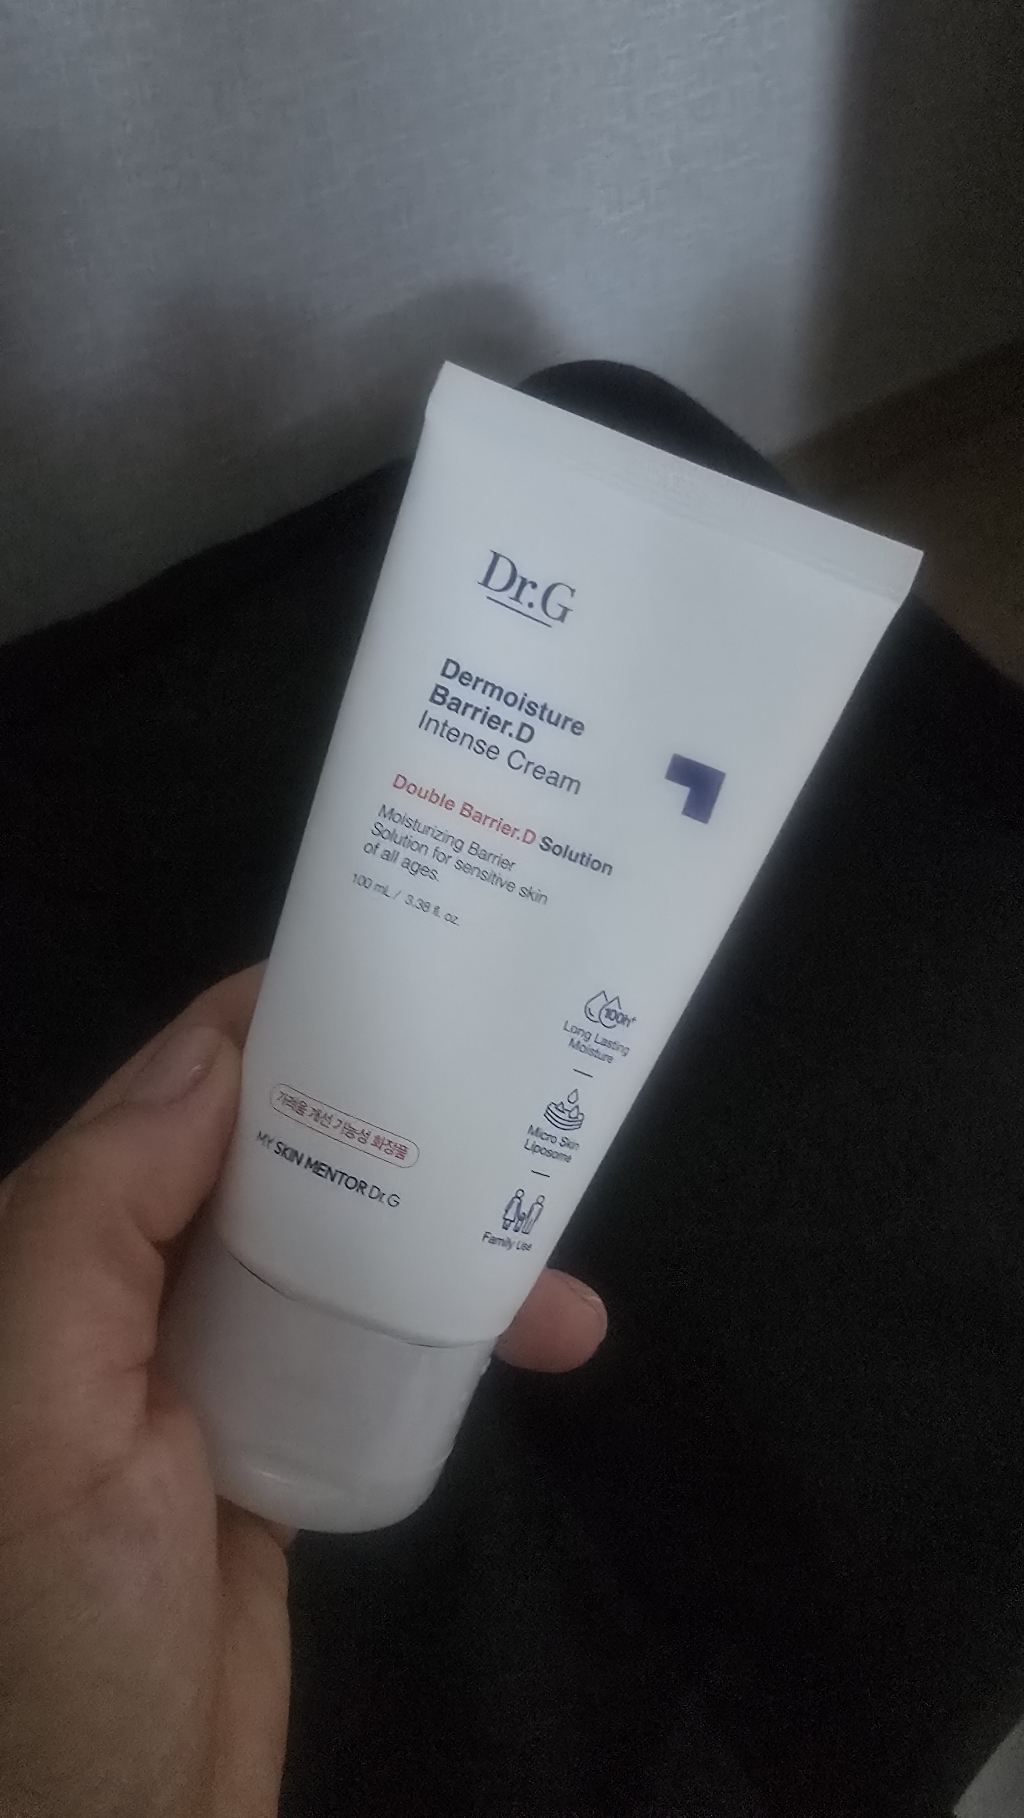 Dr.G
Dermoisture
Barrier.D
Intense Cream
Double Barrier.D Solution
Moisturizing Barrier
Solution for sensitive skin
of all ages.
100 mL / 3.38 fl. oz.
100h+
Long Lasting
Moisture
Micro Skin
Liposome
Family Use
가려움 개선 기능성 화장품
MY SKIN MENTOR Dr.G